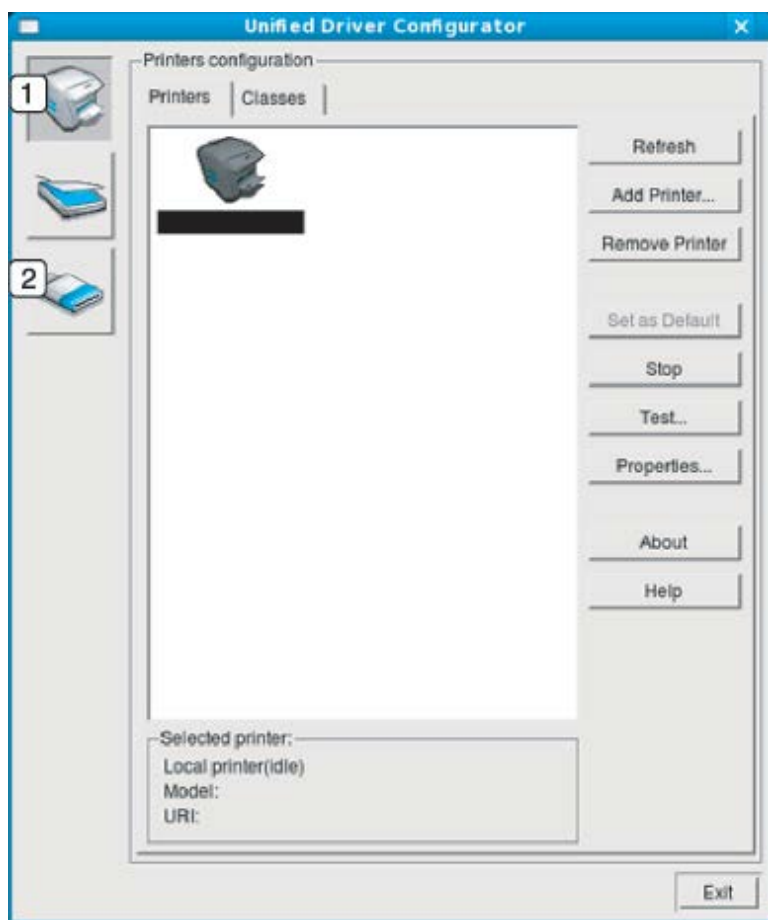 Unified Driver Configurator
1
2
Printers configuration
Printers
Classes
Refresh
Add Printer...
Remove Printer
Set as Default
Stop
Test...
Properties...
About
Help
Selected printer:
Local printer(idle)
Model:
URI:
Exit